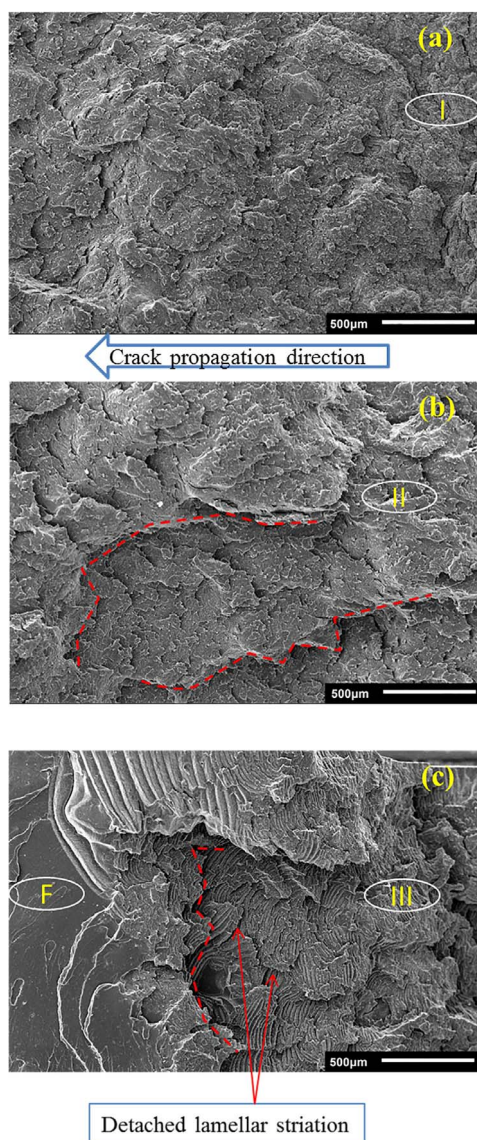 (a)
I
500µm
Crack propagation direction
(b)
II
500µm
(c)
F
III
500µm
Detached lamellar striation